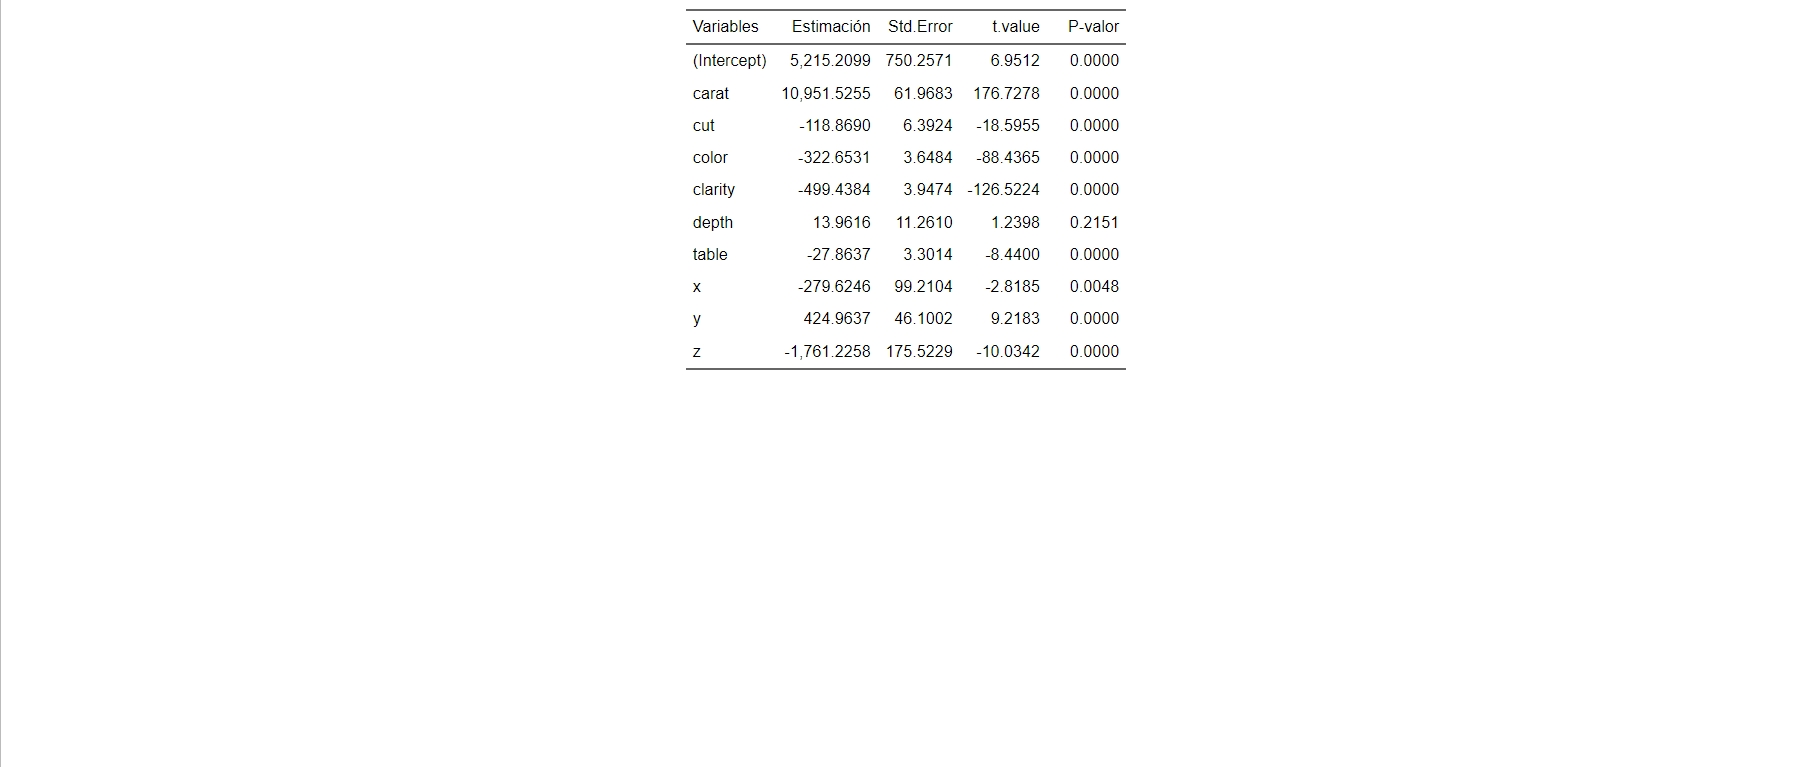 Variables Estimación Std.Error t.value P-valor
(Intercept) 5,215.2099 750.2571 6.9512 0.0000
carat 10,951.5255 61.9683 176.7278 0.0000
cut -118.8690 6.3924 -18.5955 0.0000
color -322.6531 3.6484 -88.4365 0.0000
clarity -499.4384 3.9474 -126.5224 0.0000
depth 13.9616 11.2610 1.2398 0.2151
table -27.8637 3.3014 -8.4400 0.0000
x -279.6246 99.2104 -2.8185 0.0048
y 424.9637 46.1002 9.2183 0.0000
z -1,761.2258 175.5229 -10.0342 0.0000